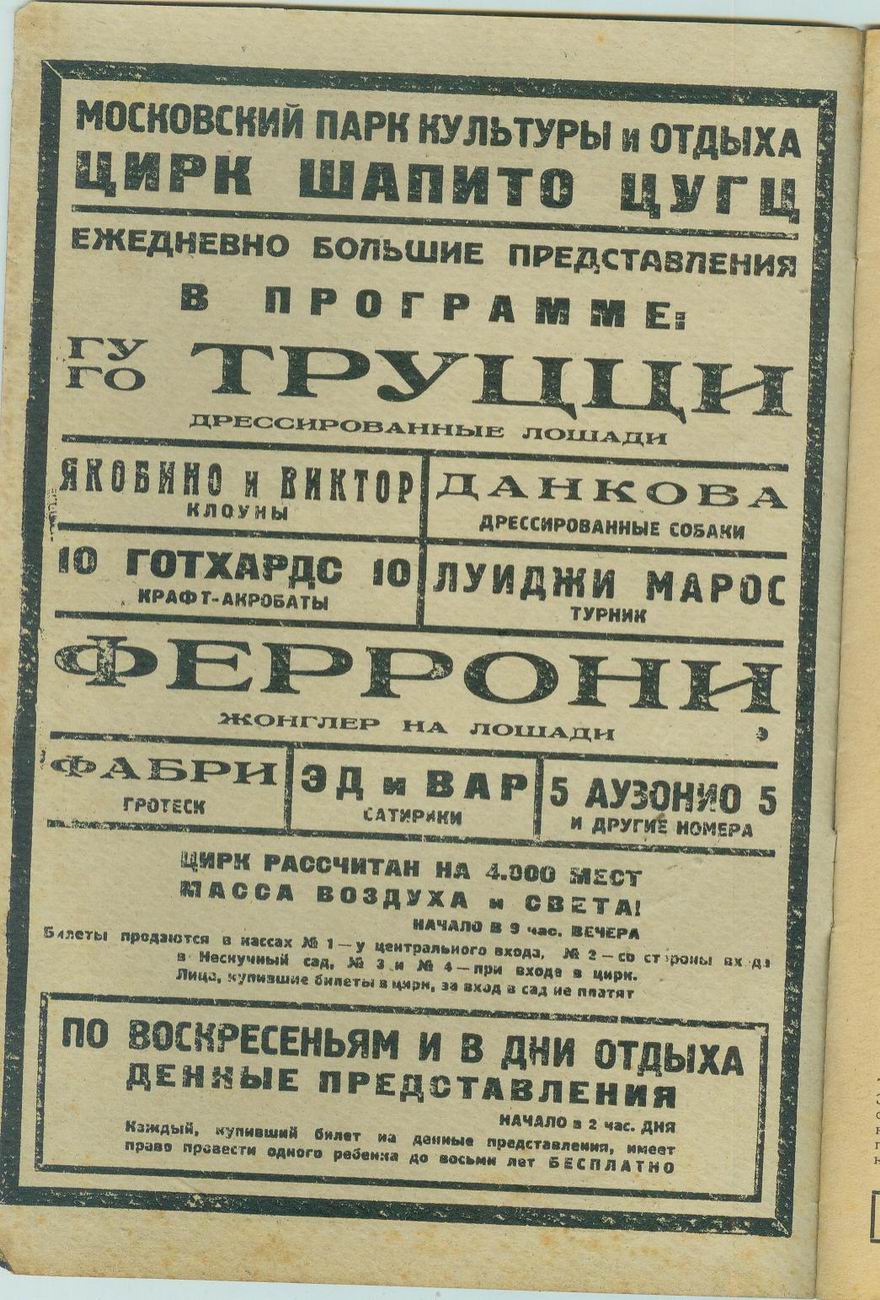 МОСКОВСКИЙ ПАРК КУЛЬТУРЫ и ОТДЫХА
ЦИРК ШАПИТО ЦУГЦ
ЕЖЕДНЕВНО БОЛЬШИЕ ПРЕДСТАВЛЕНИЯ
В ПРОГРАММЕ:
ГУ
ГО
ТРУЦЦИ
ДРЕССИРОВАННЫЕ ЛОШАДИ
ЯКОБИНО и ВИКТОР
КЛОУНЫ
ДАНКОВА
ДРЕССИРОВАННЫЕ СОБАКИ
10 ГОТХАРДС 10
КРАФТ-АКРОБАТЫ
ЛУИДЖИ МАРОС
ТУРНИК
ФЕРРОНИ
ЖОНГЛЕР НА ЛОШАДИ
ФАБРИ
ГРОТЕСК
ЭД и ВАР
САТИРИКИ
5 АУЗОНИО 5
И ДРУГИЕ НОМЕРА
ЦИРК РАССЧИТАН НА 4.000 МЕСТ
МАССА ВОЗДУХА и СВЕТА!
НАЧАЛО В 9 час. ВЕЧЕРА
Билеты продаются в кассах № 1—у центрального входа, № 2—со стороны входа
в Нескучный сад, № 3 и № 4—при входе в цирк.
Лица, купившие билеты в цирк, за вход в сад не платят
ПО ВОСКРЕСЕНЬЯМ И В ДНИ ОТДЫХА
ДЕННЫЕ ПРЕДСТАВЛЕНИЯ
НАЧАЛО в 2 час. ДНЯ
Каждый, купивший билет на денные представления, имеет
право провести одного ребенка до восьми лет БЕСПЛАТНО